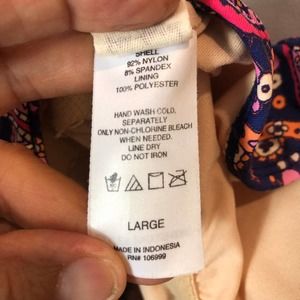 SHELL
92% NYLON
8% SPANDEX
LINING
100% POLYESTER
HAND WASH COLD,
SEPARATELY
ONLY NON-CHLORINE BLEACH
WHEN NEEDED.
LINE DRY
DO NOT IRON
LARGE
MADE IN INDONESIA
RN# 106999